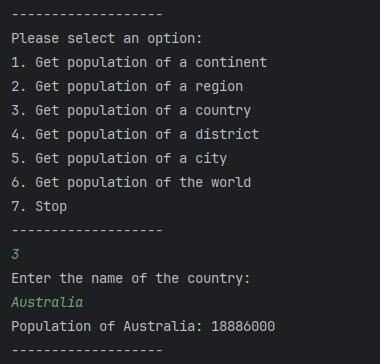 -------------------
Please select an option:
1. Get population of a continent
2. Get population of a region
3. Get population of a country
4. Get population of a district
5. Get population of a city
6. Get population of the world
7. Stop
-------------------
3
Enter the name of the country:
Australia
Population of Australia: 18886000
-------------------